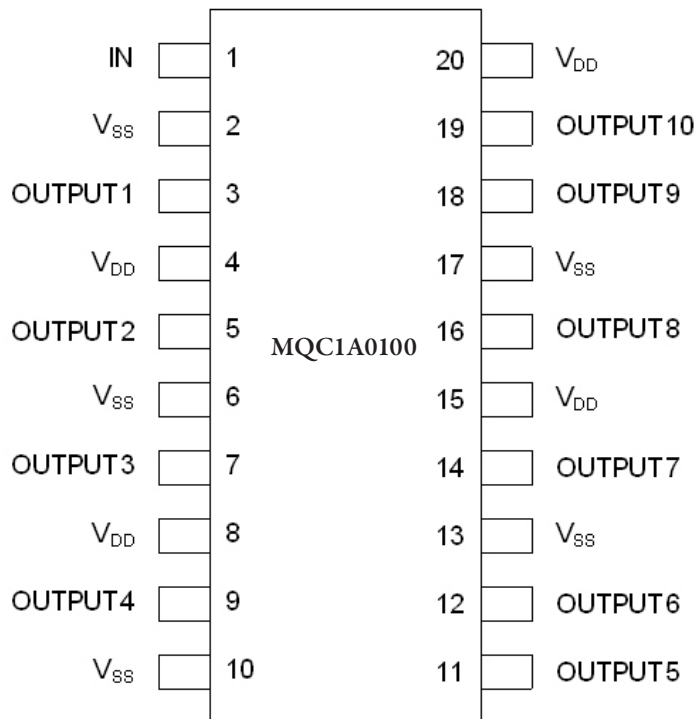 IN 1 20 VDD
VSS 2 19 OUTPUT10
OUTPUT1 3 18 OUTPUT9
VDD 4 17 VSS
OUTPUT2 5 16 OUTPUT8
MQC1A0100
VSS 6 15 VDD
OUTPUT3 7 14 OUTPUT7
VDD 8 13 VSS
OUTPUT4 9 12 OUTPUT6
VSS 10 11 OUTPUT5